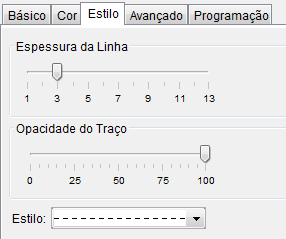 Básico Cor Estilo Avançado Programação
Espessura da Linha
1 3 5 7 9 11 13
Opacidade do Traço
0 25 50 75 100
Estilo: